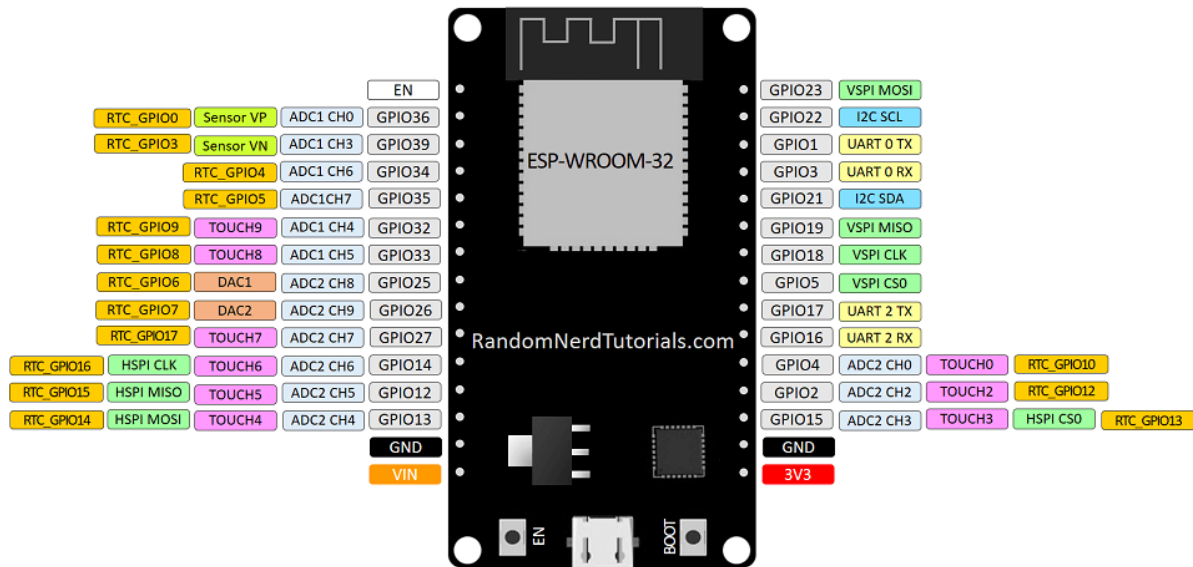 EN GPIO23 VSPI MOSI
RTC_GPIO0 Sensor VP ADC1 CH0 GPIO36 GPIO22 I2C SCL
RTC_GPIO3 Sensor VN ADC1 CH3 GPIO39 GPIO1 UART 0 TX
ESP-WROOM-32
RTC_GPIO4 ADC1 CH6 GPIO34 GPIO3 UART 0 RX
RTC_GPIO5 ADC1CH7 GPIO35 GPIO21 I2C SDA
RTC_GPIO9 TOUCH9 ADC1 CH4 GPIO32 GPIO19 VSPI MISO
RTC_GPIO8 TOUCH8 ADC1 CH5 GPIO33 GPIO18 VSPI CLK
RTC_GPIO6 DAC1 ADC2 CH8 GPIO25 GPIO5 VSPI CS0
RTC_GPIO7 DAC2 ADC2 CH9 GPIO26 GPIO17 UART 2 TX
RTC_GPIO17 TOUCH7 ADC2 CH7 GPIO27 RandomNerdTutorials.com GPIO16 UART 2 RX
RTC_GPIO16 HSPI CLK TOUCH6 ADC2 CH6 GPIO14 GPIO4 ADC2 CH0 TOUCH0 RTC_GPIO10
RTC_GPIO15 HSPI MISO TOUCH5 ADC2 CH5 GPIO12 GPIO2 ADC2 CH2 TOUCH2 RTC_GPIO12
RTC_GPIO14 HSPI MOSI TOUCH4 ADC2 CH4 GPIO13 GPIO15 ADC2 CH3 TOUCH3 HSPI CS0 RTC_GPIO13
GND GND
VIN 3V3
EN BOOT